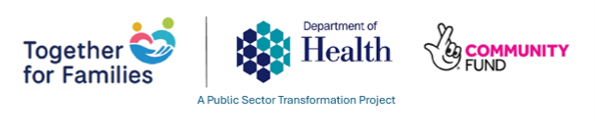 Together
for Families
Department of
Health
COMMUNITY
FUND
A Public Sector Transformation Project